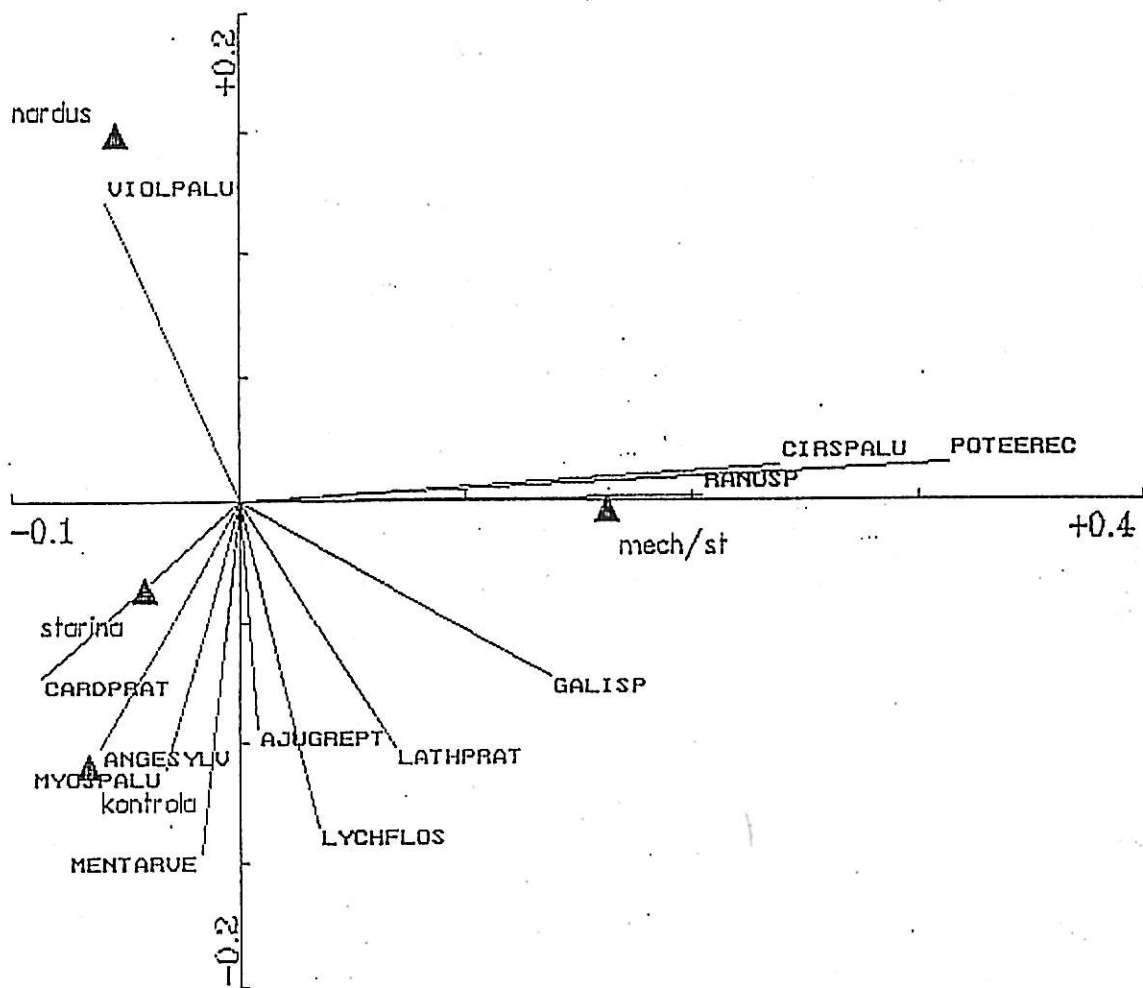 +0.2
nardus
VIOLPALU
CIRSPALU
POTEEREC
RANUSP
-0.1
+0.4
mech/st
starina
CARDPRAT
GALISP
AJUGREPT
LATHPRAT
ANGESYLV
MYOSPALU
kontrola
LYCHFLOS
MENTARVE
-0.2